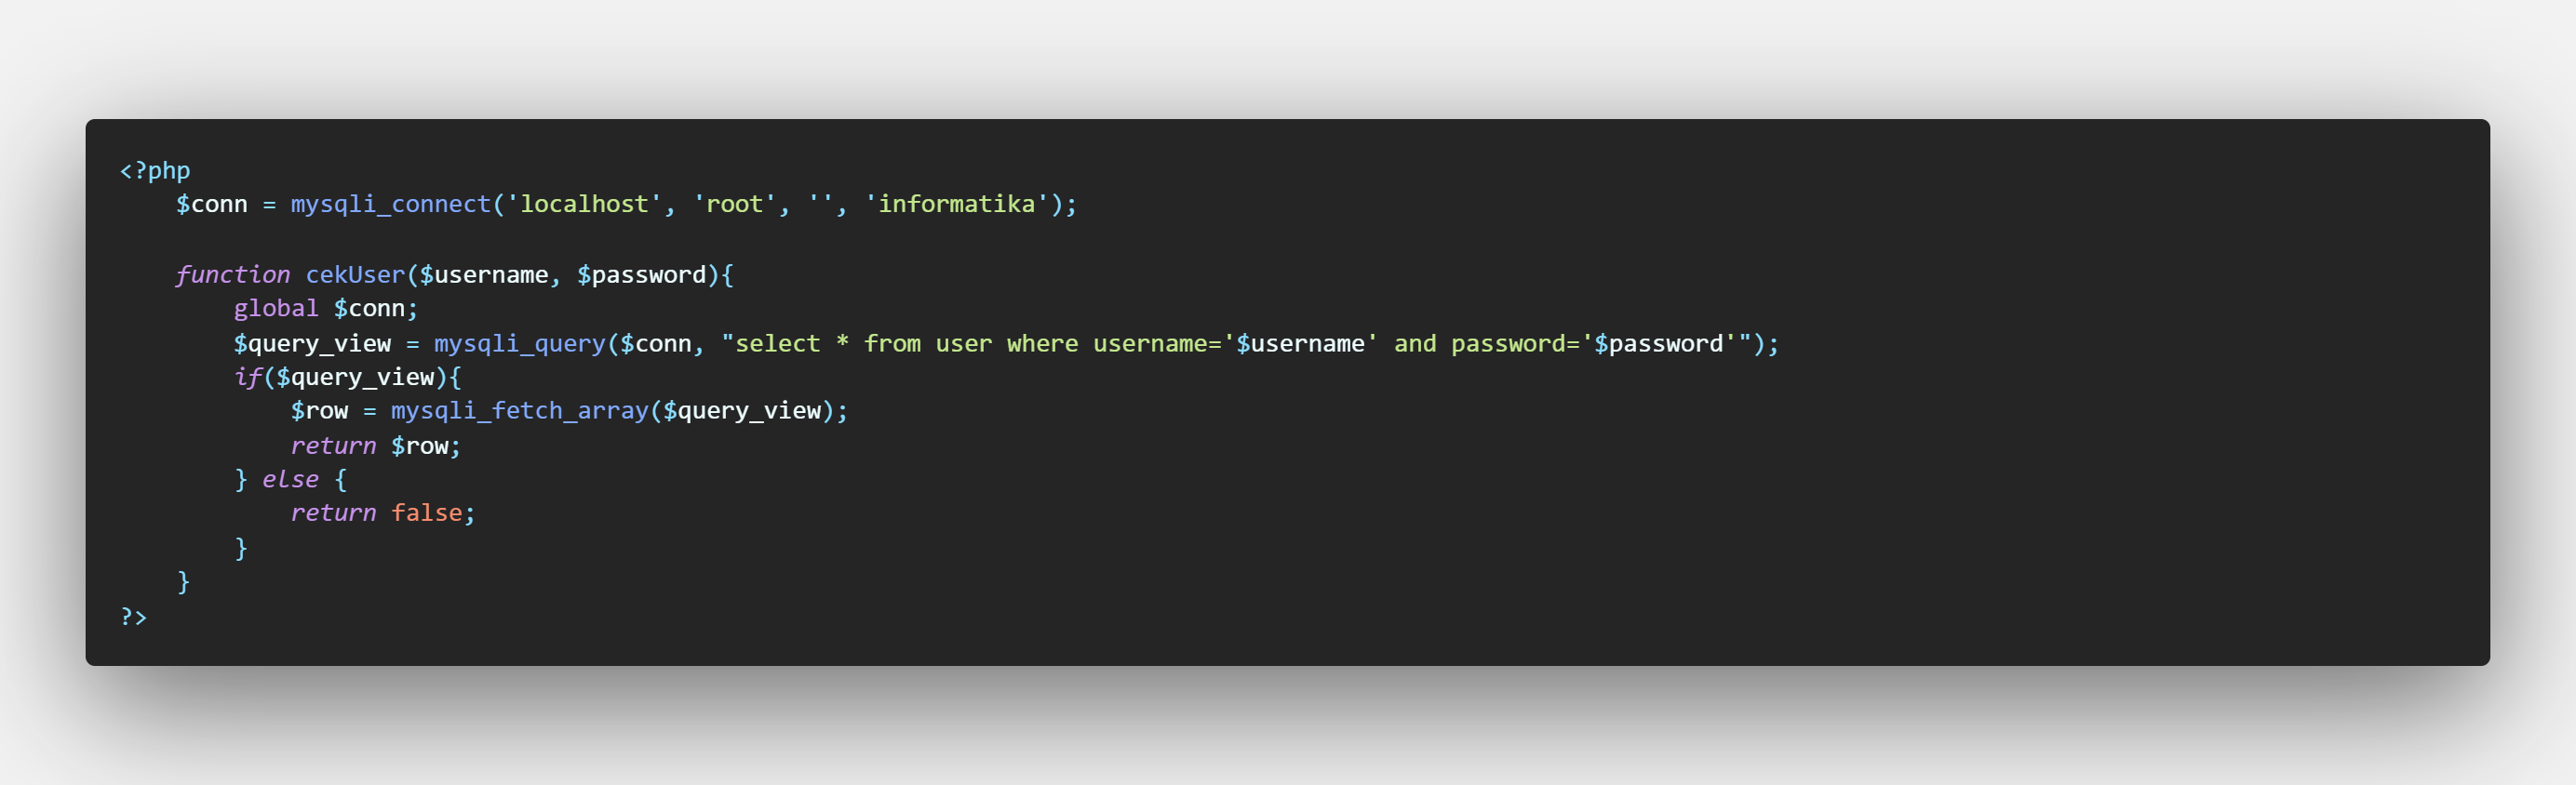 <?php
    $conn = mysqli_connect('localhost', 'root', '', 'informatika');

    function cekUser($username, $password){
        global $conn;
        $query_view = mysqli_query($conn, "select * from user where username='$username' and password='$password'");
        if($query_view){
            $row = mysqli_fetch_array($query_view);
            return $row;
        } else {
            return false;
        }
    }
?>